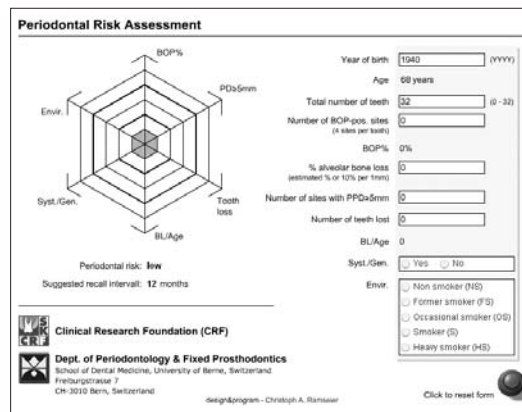 Periodontal Risk Assessment
BOP%
PD≥5mm
Envir.
Syst./Gen.
Tooth
loss
BL/Age
Periodontal risk: low
Suggested recall intervall: 12 months
Year of birth 1940 (YYYY)
Age 68 years
Total number of teeth 32 (0 - 32)
Number of BOP-pos. sites 0
(4 sites per tooth)
BOP% 0%
% alveolar bone loss 0
(estimated % or 10% per 1mm)
Number of sites with PPD≥5mm 0
Number of teeth lost 0
BL/Age 0
Syst./Gen. Yes No
Envir. Non smoker (NS)
Former smoker (FS)
Occasional smoker (OS)
Smoker (S)
Heavy smoker (HS)
SK
CRF
Clinical Research Foundation (CRF)
Dept. of Periodontology & Fixed Prosthodontics
School of Dental Medicine, University of Berne, Switzerland
Freiburgstrasse 7
CH-3010 Bern, Switzerland
design&program - Christoph A. Ramseier
Click to reset form